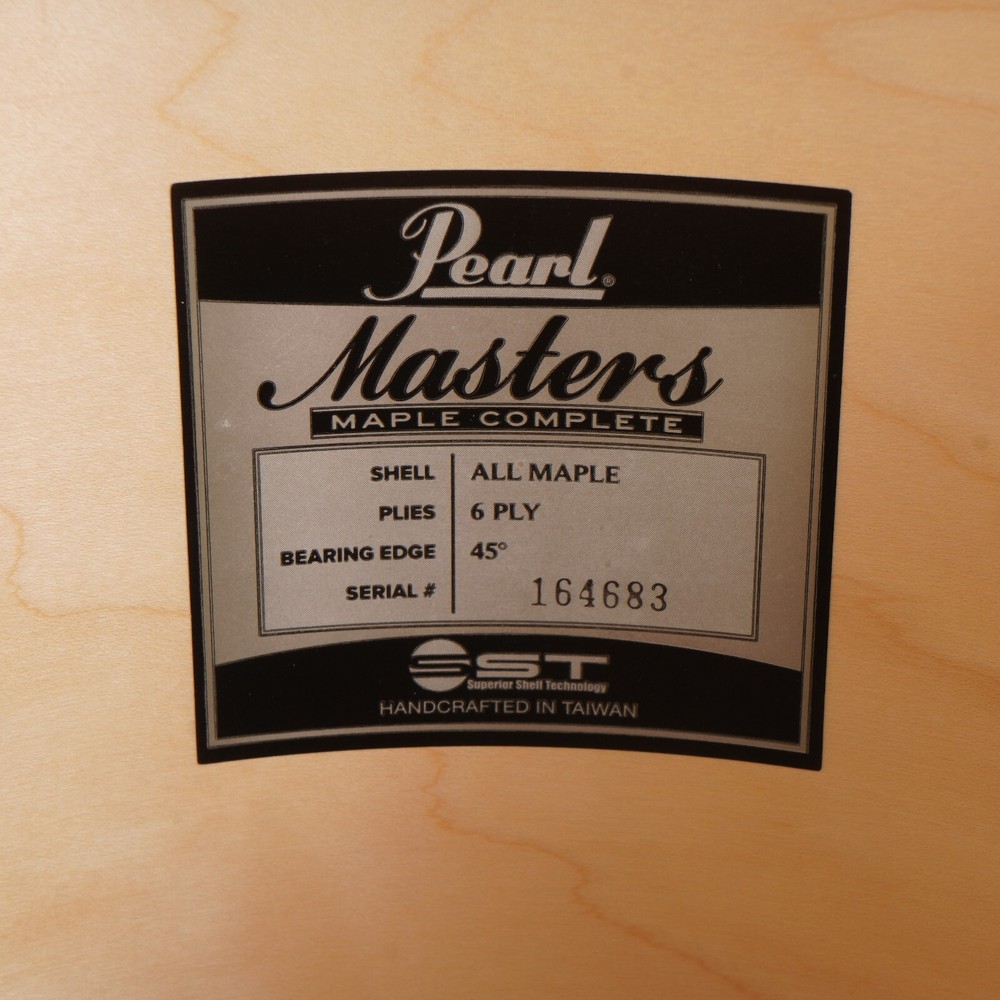 Pearl®
Masters
MAPLE COMPLETE
SHELL ALL MAPLE
PLIES 6 PLY
BEARING EDGE 45°
SERIAL # 164683
SST
Superior Shell Technology
HANDCRAFTED IN TAIWAN